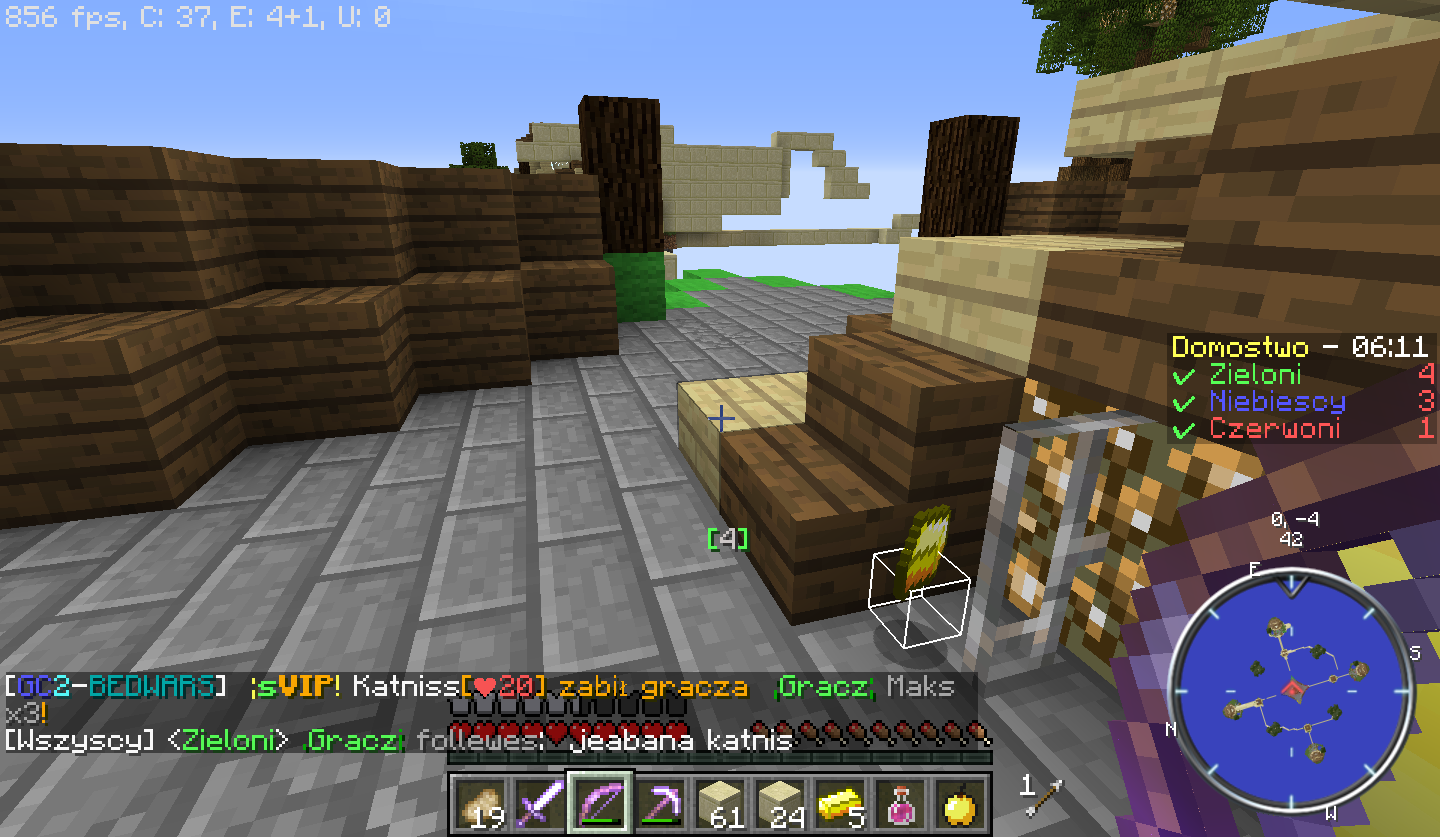 856 fps, C: 37, E: 4+1, U: 0
Domostwo - 06:11
✓ Zieloni 4
✓ Niebiescy 3
✓ Czerwoni 1
[4]
0, -4
42
E
S
N
W
[GC2-BEDWARS] ¦sVIP! Katniss[❤20] zabił gracza ¦Gracz¦ Maks
x3!
[Wszyscy] <Zieloni> ¦Gracz¦ follewes: jeabana katnis
19
61
24
5
1